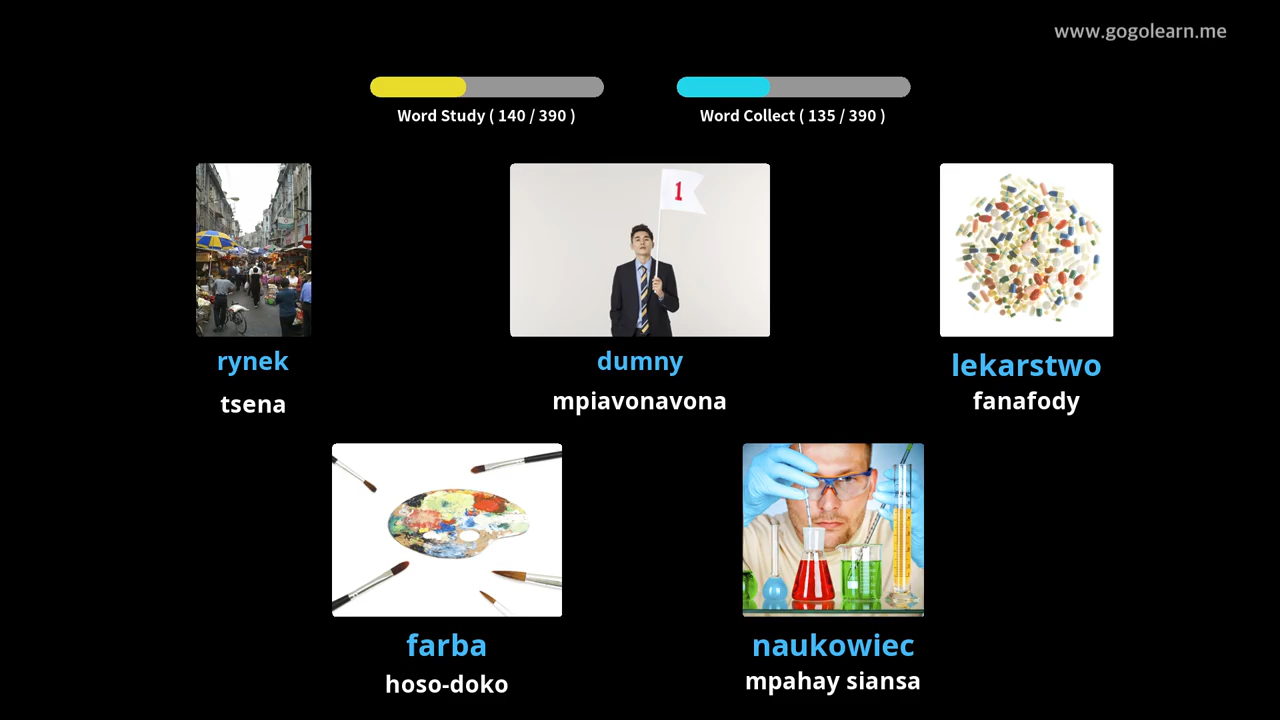 www.gogolearn.me
Word Study ( 140 / 390 )
Word Collect ( 135 / 390 )
1
rynek
dumny
lekarstwo
tsena
mpiavonavona
fanafody
farba
naukowiec
hoso-doko
mpahay siansa